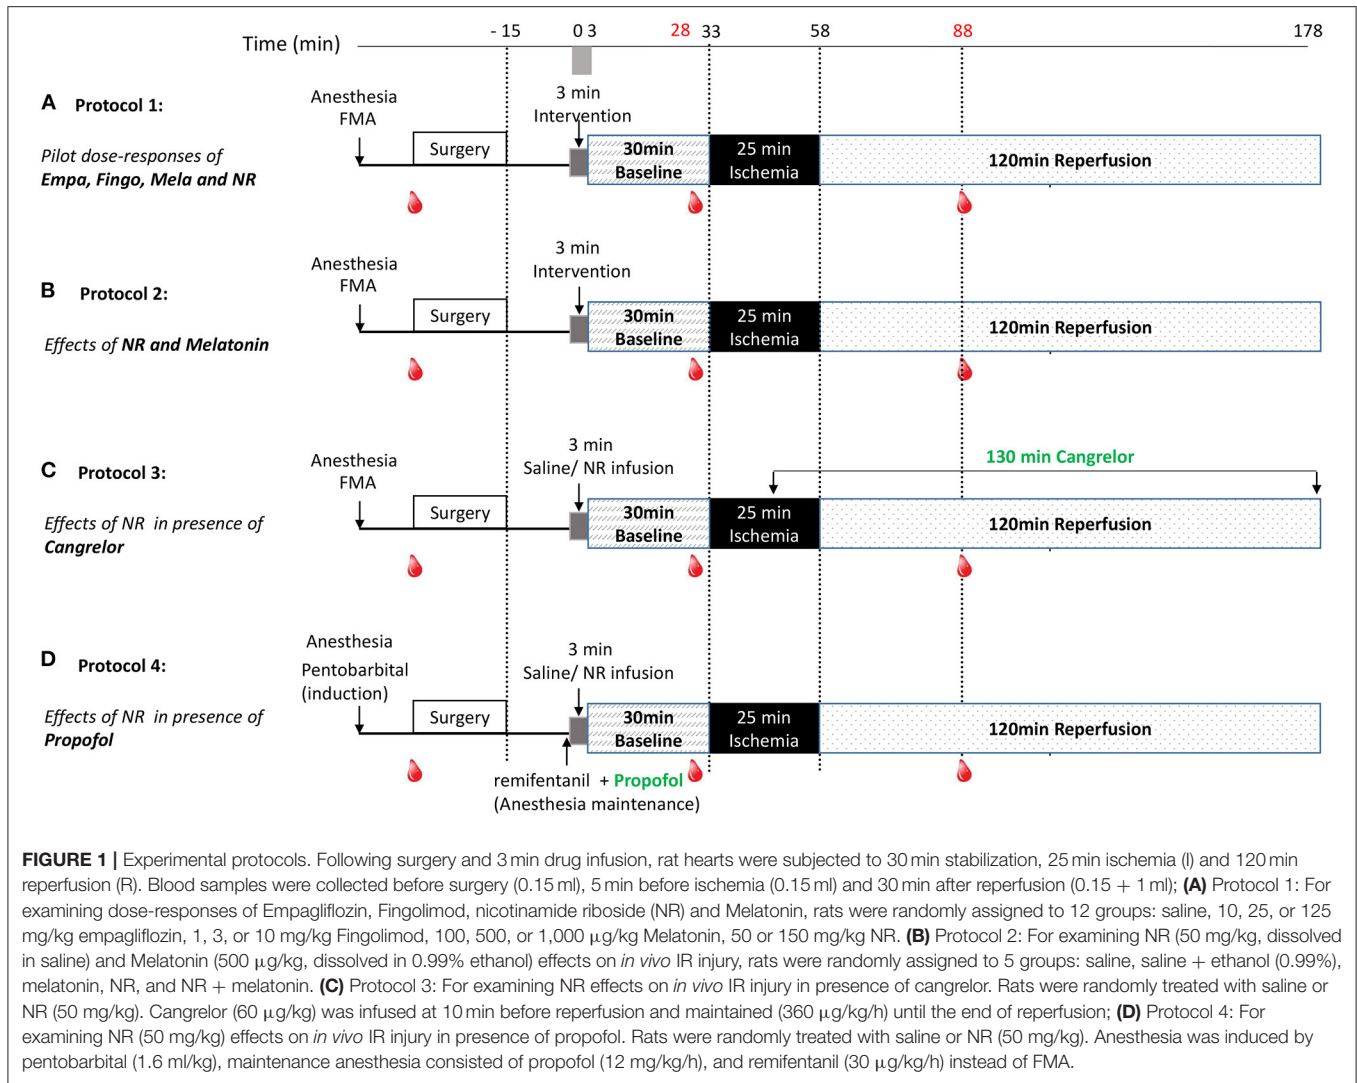 Time (min) - 15 0 3 28 33 58 88 178
A Protocol 1:
Pilot dose-responses of
Empa, Fingo, Mela and NR
Anesthesia
FMA
Surgery
3 min
Intervention
30min
Baseline
25 min
Ischemia
120min Reperfusion
B Protocol 2:
Effects of NR and Melatonin
Anesthesia
FMA
Surgery
3 min
Intervention
30min
Baseline
25 min
Ischemia
120min Reperfusion
C Protocol 3:
Effects of NR in presence of
Cangrelor
Anesthesia
FMA
Surgery
3 min
Saline/ NR infusion
30min
Baseline
25 min
Ischemia
130 min Cangrelor
120min Reperfusion
D Protocol 4:
Effects of NR in presence of
Propofol
Anesthesia
Pentobarbital
(induction)
Surgery
3 min
Saline/ NR infusion
30min
Baseline
25 min
Ischemia
120min Reperfusion
remifentanil + Propofol
(Anesthesia maintenance)
FIGURE 1 | Experimental protocols. Following surgery and 3 min drug infusion, rat hearts were subjected to 30 min stabilization, 25 min ischemia (I) and 120 min
reperfusion (R). Blood samples were collected before surgery (0.15 ml), 5 min before ischemia (0.15 ml) and 30 min after reperfusion (0.15 + 1 ml); (A) Protocol 1: For
examining dose-responses of Empagliflozin, Fingolimod, nicotinamide riboside (NR) and Melatonin, rats were randomly assigned to 12 groups: saline, 10, 25, or 125
mg/kg empagliflozin, 1, 3, or 10 mg/kg Fingolimod, 100, 500, or 1,000 μg/kg Melatonin, 50 or 150 mg/kg NR. (B) Protocol 2: For examining NR (50 mg/kg, dissolved
in saline) and Melatonin (500 μg/kg, dissolved in 0.99% ethanol) effects on in vivo IR injury, rats were randomly assigned to 5 groups: saline, saline + ethanol (0.99%),
melatonin, NR, and NR + melatonin. (C) Protocol 3: For examining NR effects on in vivo IR injury in presence of cangrelor. Rats were randomly treated with saline or
NR (50 mg/kg). Cangrelor (60 μg/kg) was infused at 10 min before reperfusion and maintained (360 μg/kg/h) until the end of reperfusion; (D) Protocol 4: For
examining NR (50 mg/kg) effects on in vivo IR injury in presence of propofol. Rats were randomly treated with saline or NR (50 mg/kg). Anesthesia was induced by
pentobarbital (1.6 ml/kg), maintenance anesthesia consisted of propofol (12 mg/kg/h), and remifentanil (30 μg/kg/h) instead of FMA.